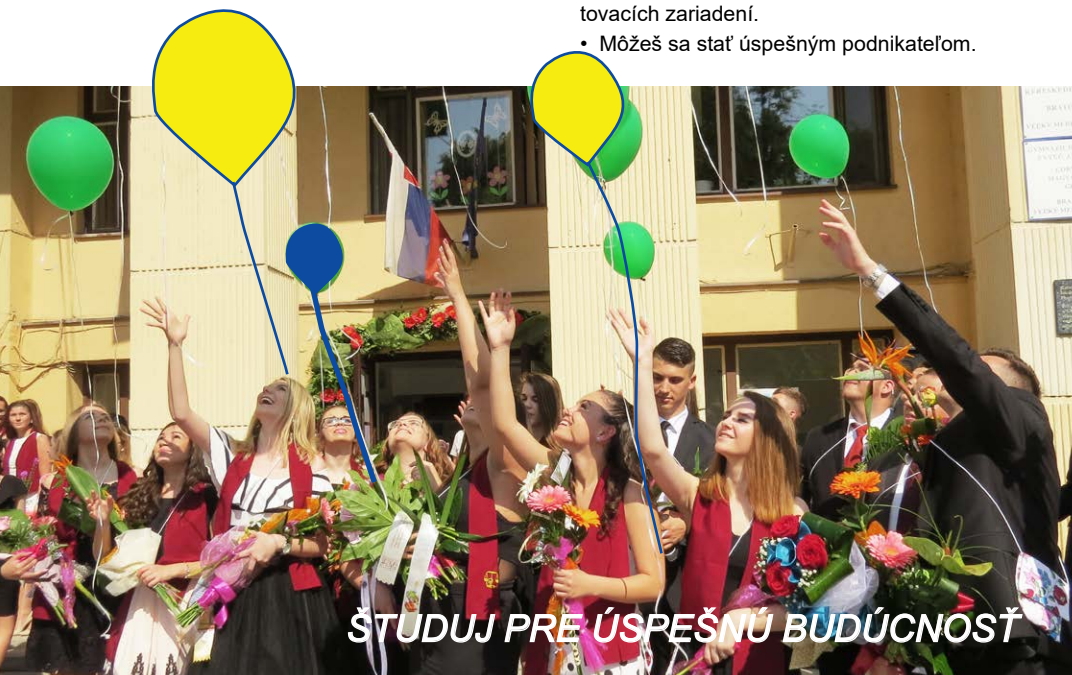 tovacích zariadení.
• Môžeš sa stať úspešným podnikateľom.
ŠTUDUJ PRE ÚSPEŠNÚ BUDÚCNOSŤ